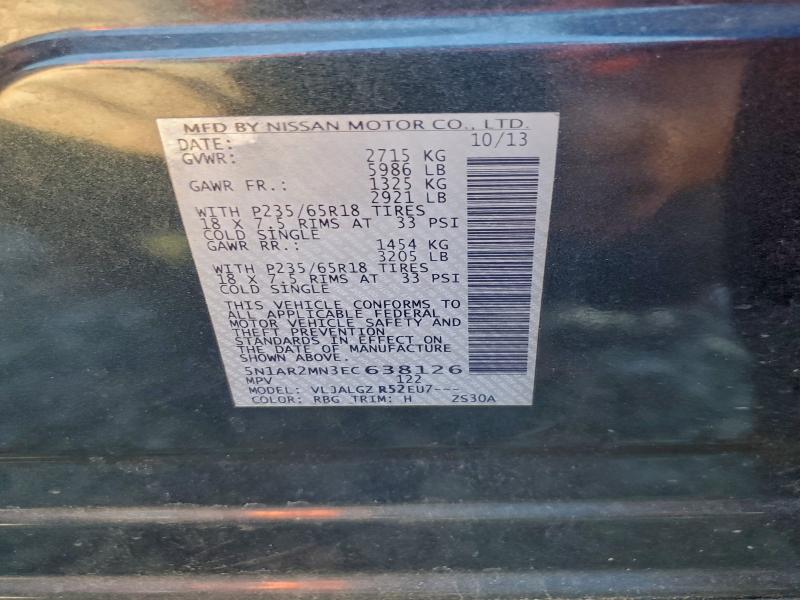 MFD BY NISSAN MOTOR CO., LTD.
DATE: 10/13
GVWR: 2715 KG
5986 LB
GAWR FR.: 1325 KG
2921 LB
WITH P235/65R18 TIRES
18 X 7.5 RIMS AT 33 PSI
COLD SINGLE
GAWR RR.: 1454 KG
3205 LB
WITH P235/65R18 TIRES
18 X 7.5 RIMS AT 33 PSI
COLD SINGLE
THIS VEHICLE CONFORMS TO
ALL APPLICABLE FEDERAL
MOTOR VEHICLE SAFETY AND
THEFT PREVENTION
STANDARDS IN EFFECT ON
THE DATE OF MANUFACTURE
SHOWN ABOVE.
5N1AR2MN3EC638126
MPV 122
MODEL: VLJALGZ R52EU7---
COLOR: RBG TRIM: H ZS30A